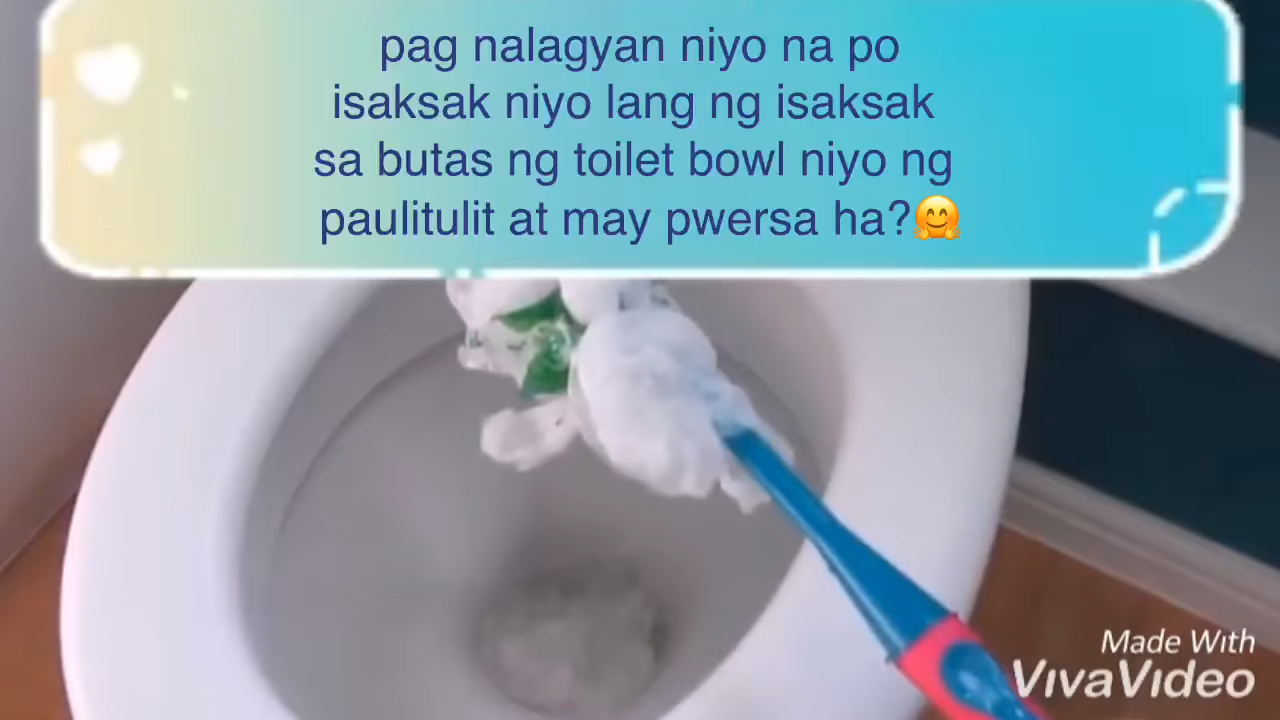 pag nalagyan niyo na po
isaksak niyo lang ng isaksak
sa butas ng toilet bowl niyo ng
paulitulit at may pwersa ha?🤗
Made With
VivaVideo